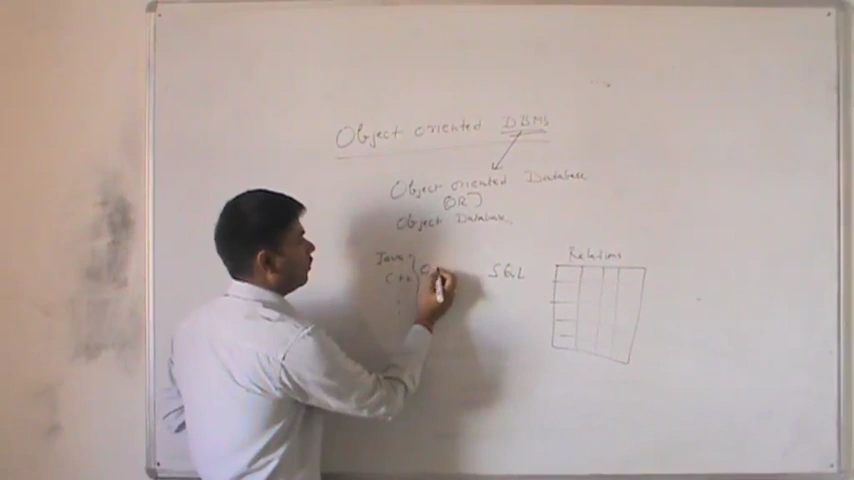 Object oriented DBMS
Object oriented Database
(OR)
Object Database
Java
C++
SQL
Relations